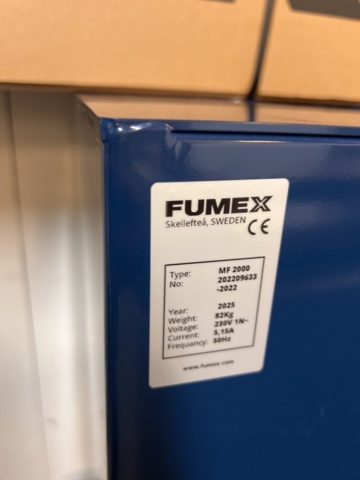 FUMEX
Skellefteå, SWEDEN CE
Type: MF 2000
No: 202209633
-2022
Year: 2025
Weight: 82Kg
Voltage: 230V 1N~
Current: 5,15A
Frequancy: 50Hz
www.fumex.com